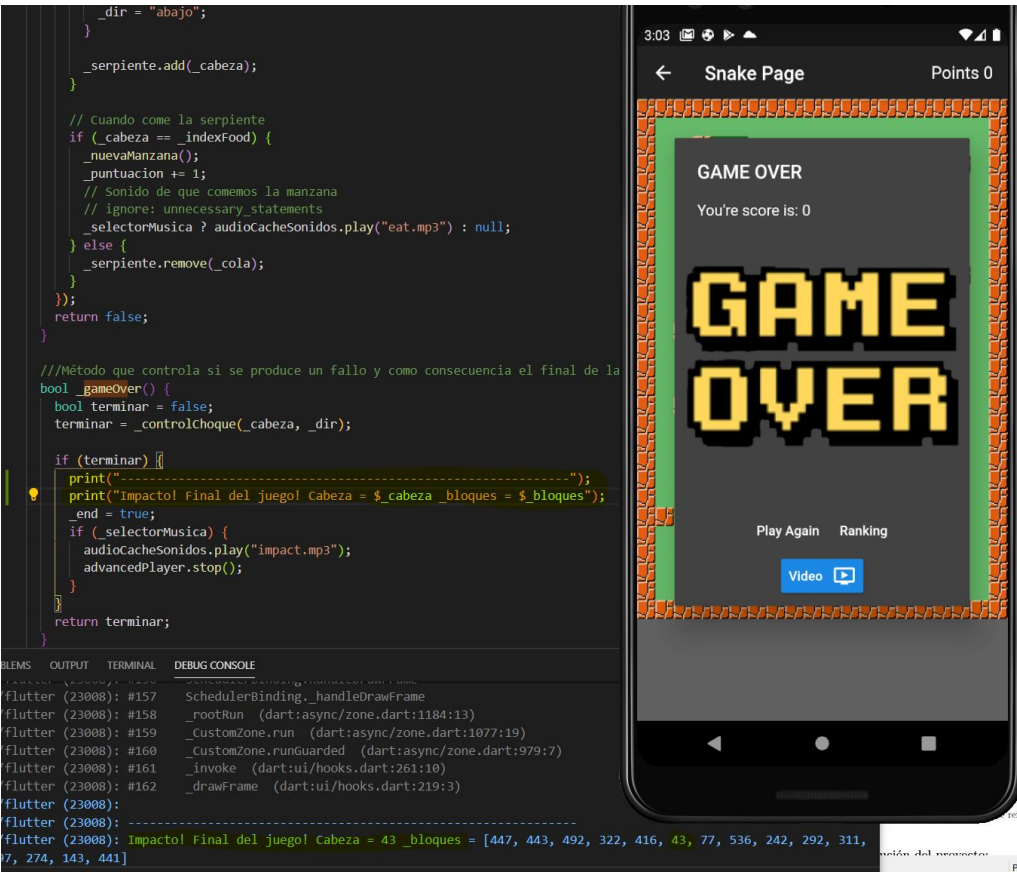 _dir = "abajo";
}
_serpiente.add(_cabeza);
}
// Cuando come la serpiente
if (_cabeza == _indexFood) {
_nuevaManzana();
_puntuacion += 1;
// Sonido de que comemos la manzana
// ignore: unnecessary_statements
_selectorMusica ? audioCacheSonidos.play("eat.mp3") : null;
} else {
_serpiente.remove(_cola);
}
});
return false;
}
///Método que controla si se produce un fallo y como consecuencia el final de la
bool _gameOver() {
bool terminar = false;
terminar = _controlChoque(_cabeza, _dir);
if (terminar) {
print("--------------------------------------------------------");
print("Impacto! Final del juego! Cabeza = $_cabeza _bloques = $_bloques");
_end = true;
if (_selectorMusica) {
audioCacheSonidos.play("impact.mp3");
advancedPlayer.stop();
}
}
return terminar;
}
BLEMS OUTPUT TERMINAL DEBUG CONSOLE
/flutter (23008): #157 SchedulerBinding._handleDrawFrame
/flutter (23008): #158 _rootRun (dart:async/zone.dart:1184:13)
/flutter (23008): #159 _CustomZone.run (dart:async/zone.dart:1077:19)
/flutter (23008): #160 _CustomZone.runGuarded (dart:async/zone.dart:979:7)
/flutter (23008): #161 _invoke (dart:ui/hooks.dart:261:10)
/flutter (23008): #162 _drawFrame (dart:ui/hooks.dart:219:3)
/flutter (23008):
/flutter (23008): --------------------------------------------------------
/flutter (23008): Impacto! Final del juego! Cabeza = 43 _bloques = [447, 443, 492, 322, 416, 43, 77, 536, 242, 292, 311,
97, 274, 143, 441]
3:03
Snake Page Points 0
GAME OVER
You're score is: 0
GAME
OVER
Play Again Ranking
Video